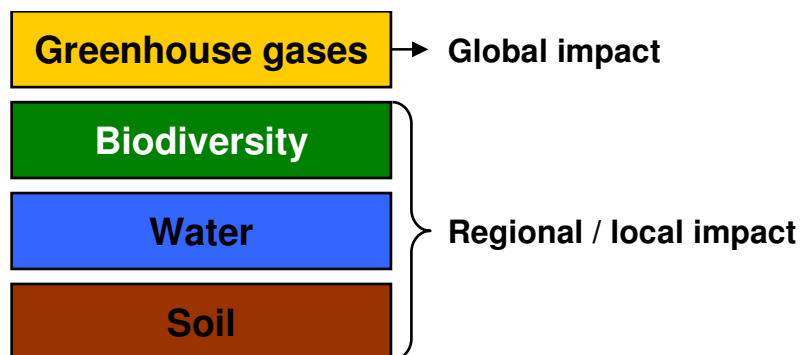 Greenhouse gases
Global impact
Biodiversity
Water
Regional / local impact
Soil